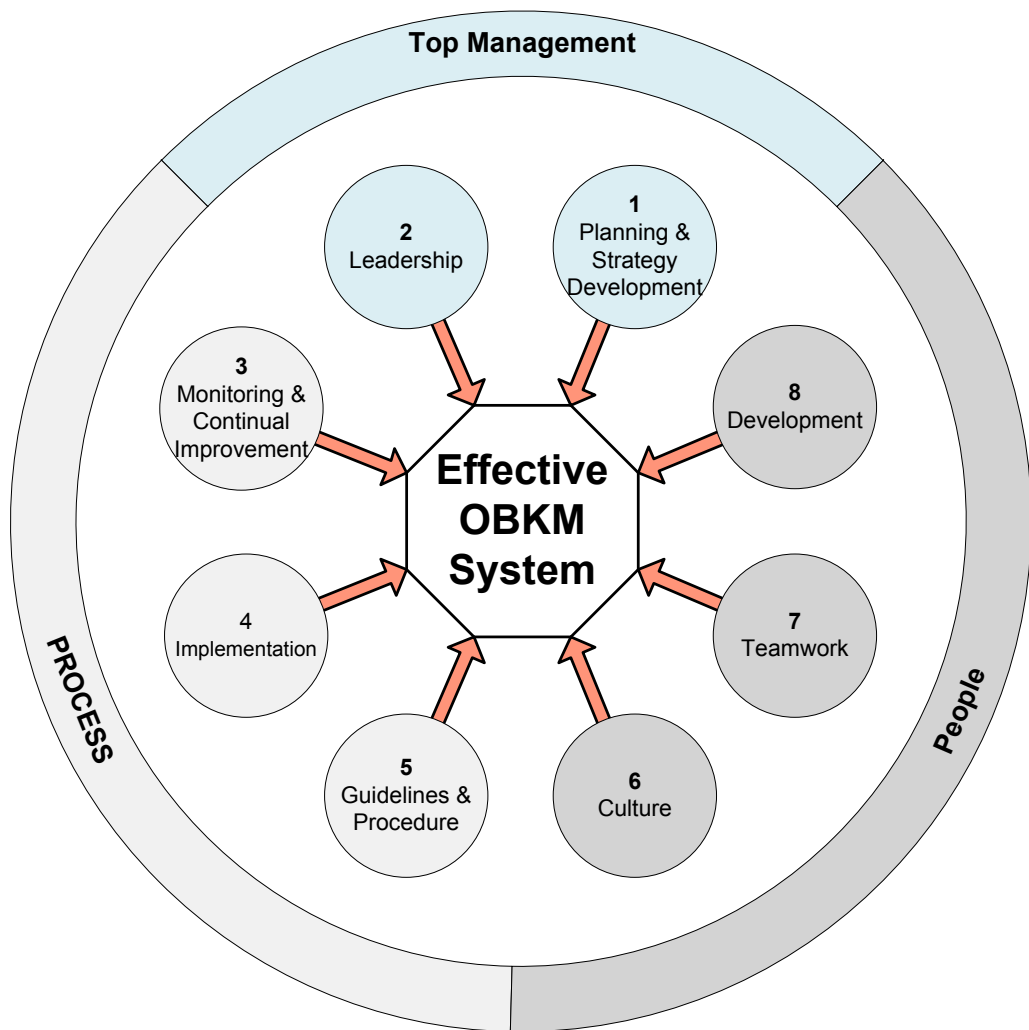 Top Management
1
Planning &
Strategy
Development
2
Leadership
3
Monitoring &
Continual
Improvement
4
Implementation
5
Guidelines &
Procedure
6
Culture
7
Teamwork
8
Development
Effective
OBKM
System
PROCESS
People